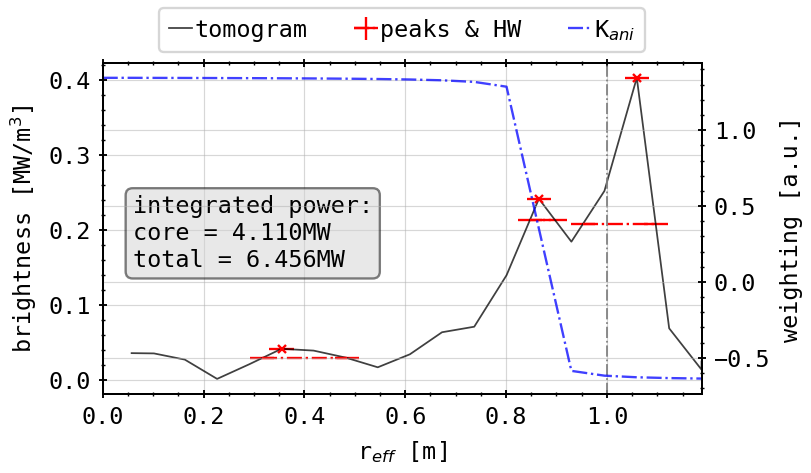 tomogram peaks & HW K_ani
brightness [MW/m³]
0.4
0.3
0.2
0.1
0.0
integrated power:
core = 4.110MW
total = 6.456MW
1.0
0.5
0.0
−0.5
weighting [a.u.]
0.0 0.2 0.4 0.6 0.8 1.0
r_eff [m]